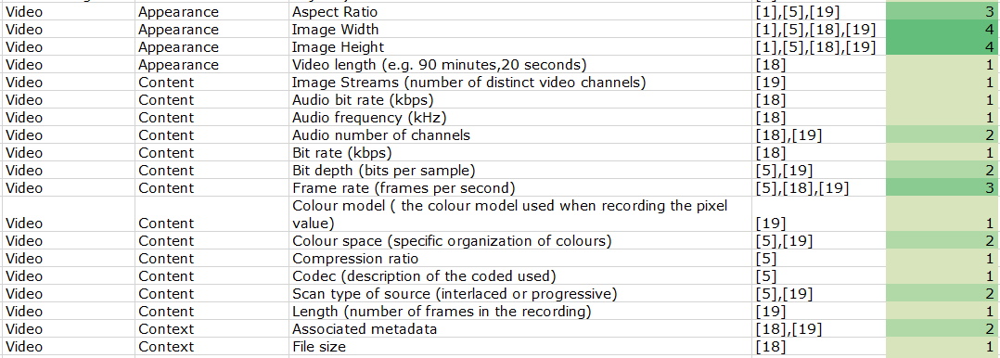 Video Appearance Aspect Ratio [1],[5],[19] 3
Video Appearance Image Width [1],[5],[18],[19] 4
Video Appearance Image Height [1],[5],[18],[19] 4
Video Appearance Video length (e.g. 90 minutes,20 seconds) [18] 1
Video Content Image Streams (number of distinct video channels) [19] 1
Video Content Audio bit rate (kbps) [18] 1
Video Content Audio frequency (kHz) [18] 1
Video Content Audio number of channels [18],[19] 2
Video Content Bit rate (kbps) [18] 1
Video Content Bit depth (bits per sample) [5],[19] 2
Video Content Frame rate (frames per second) [5],[18],[19] 3
Colour model ( the colour model used when recording the pixel
Video Content value) [19] 1
Video Content Colour space (specific organization of colours) [5],[19] 2
Video Content Compression ratio [5] 1
Video Content Codec (description of the coded used) [5] 1
Video Content Scan type of source (interlaced or progressive) [5],[19] 2
Video Content Length (number of frames in the recording) [19] 1
Video Context Associated metadata [18],[19] 2
Video Context File size [18] 1